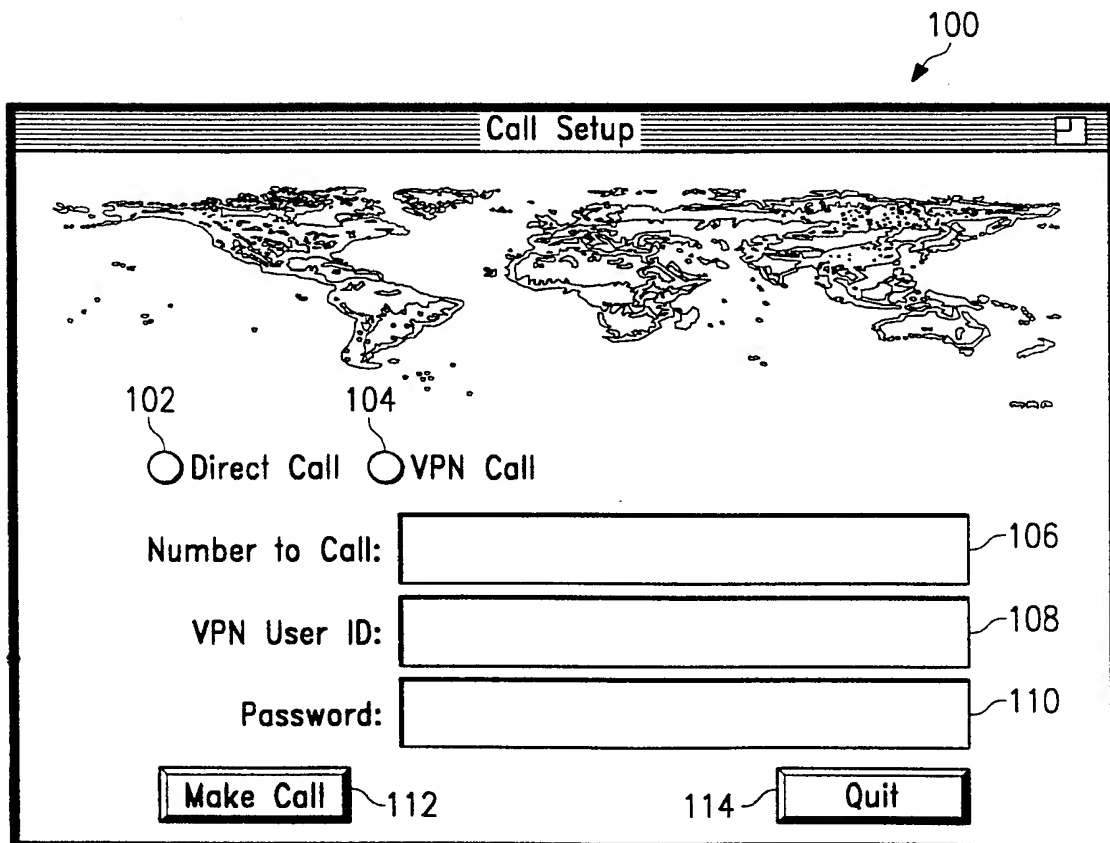 100
Call Setup
102 104
Direct Call VPN Call
Number to Call: 106
VPN User ID: 108
Password: 110
Make Call 112 114 Quit